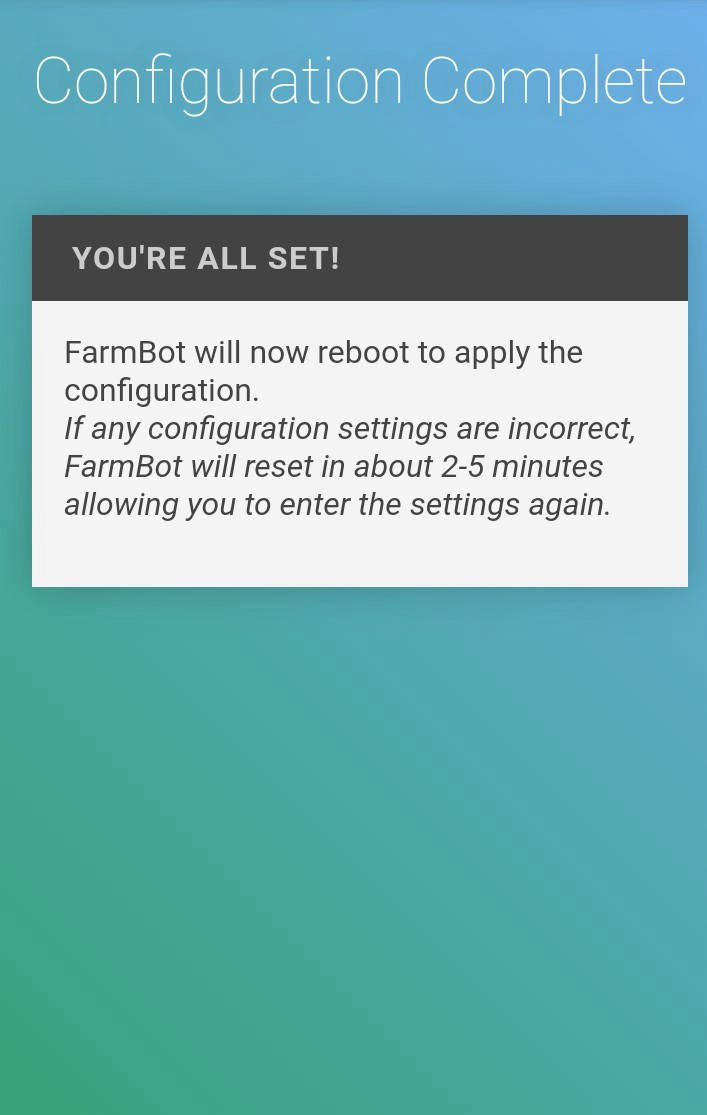 Configuration Complete
YOU'RE ALL SET!
FarmBot will now reboot to apply the
configuration.
If any configuration settings are incorrect,
FarmBot will reset in about 2-5 minutes
allowing you to enter the settings again.